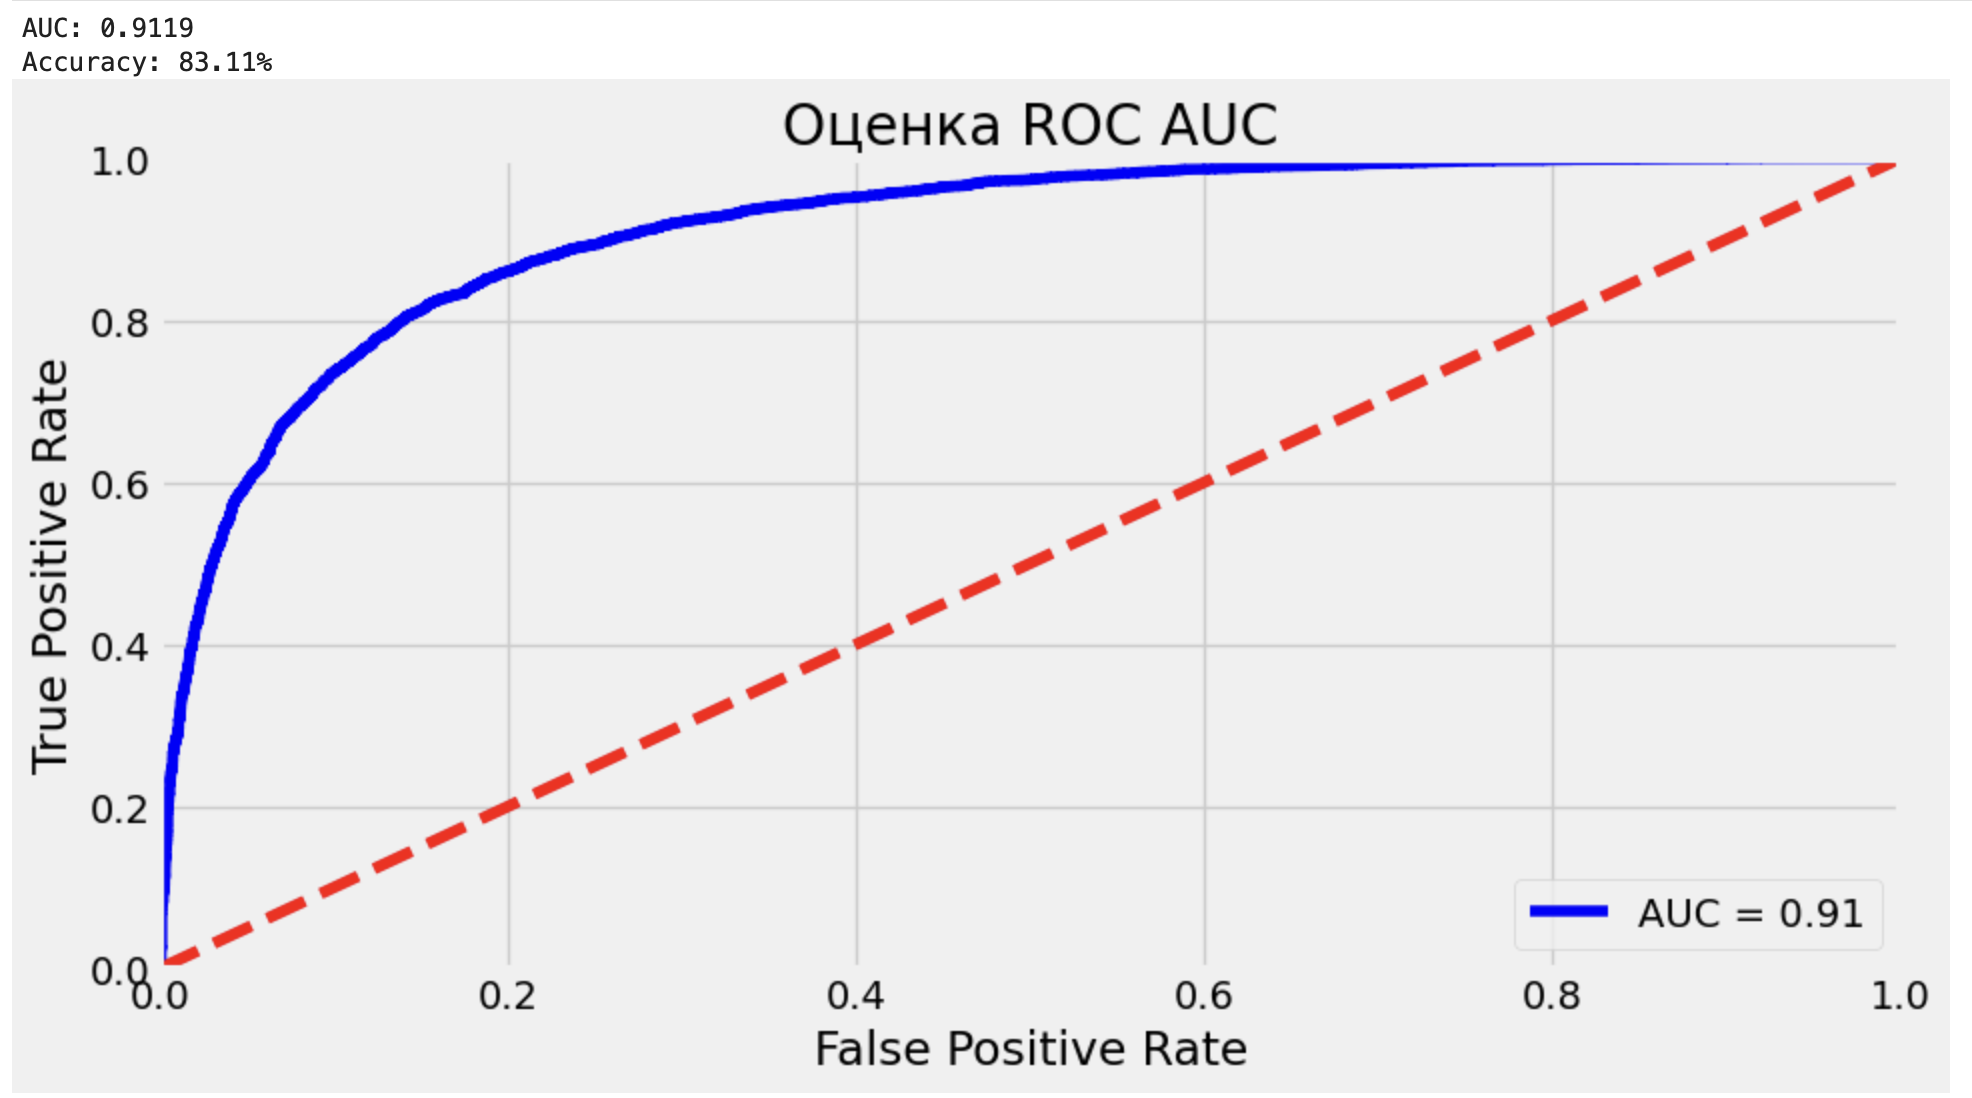 AUC: 0.9119
Accuracy: 83.11%
Оценка ROC AUC
1.0
0.8
0.6
0.4
0.2
0.0
True Positive Rate
AUC = 0.91
0.0 0.2 0.4 0.6 0.8 1.0
False Positive Rate